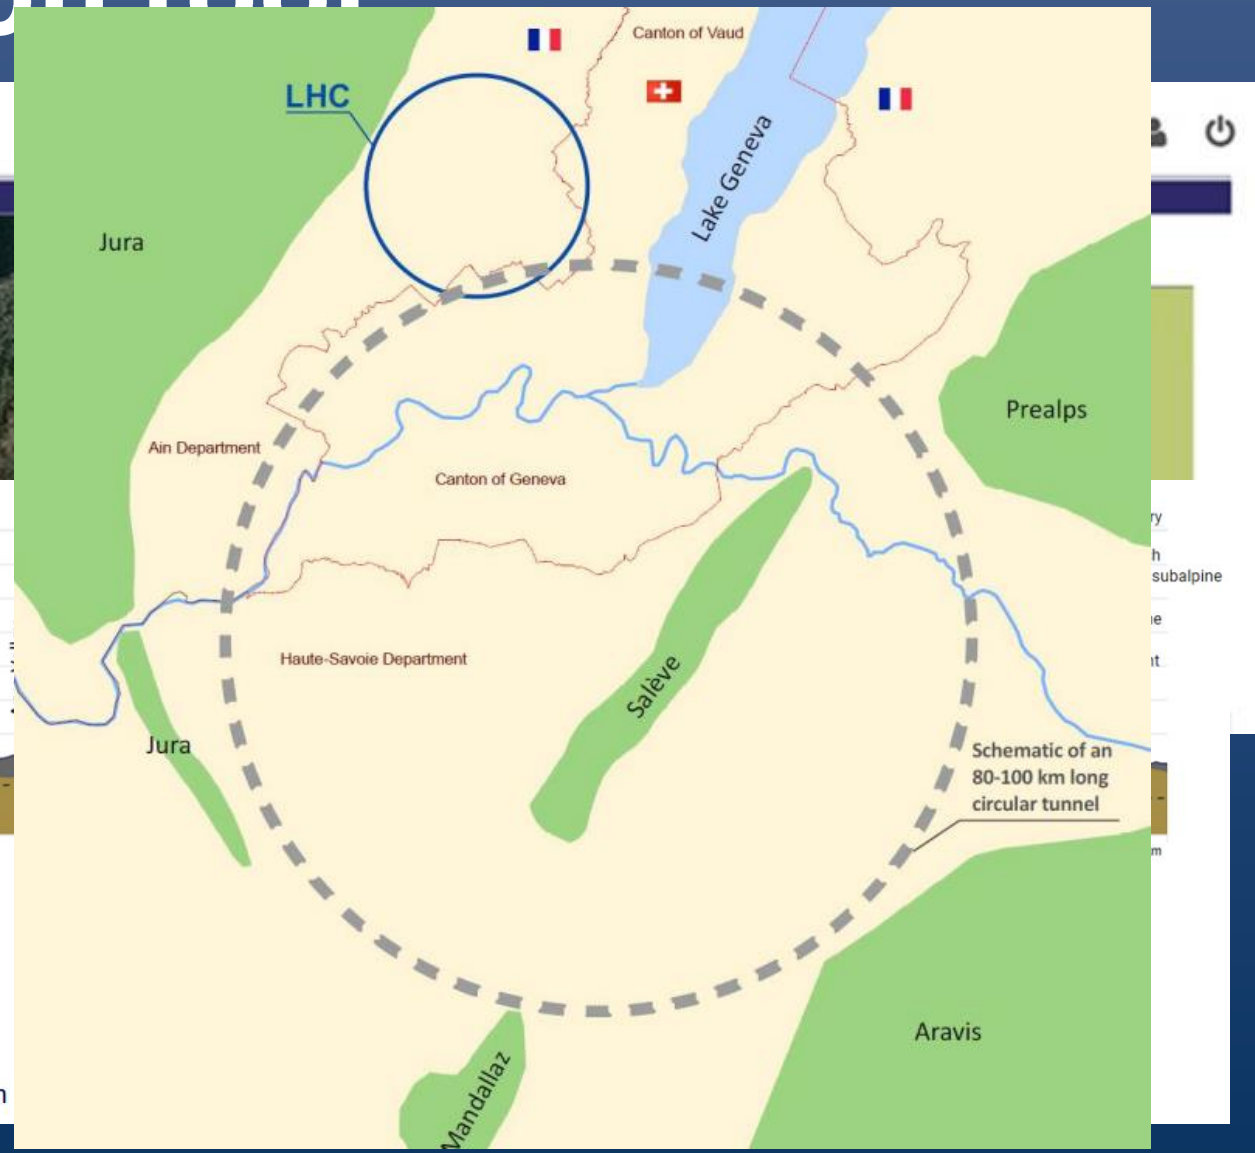 Canton of Vaud
LHC
Lake Geneva
Jura
Prealps
Ain Department
Canton of Geneva
subalpine
Haute-Savoie Department
Salève
Jura
Schematic of an
80-100 km long
circular tunnel
Aravis
Mandallaz